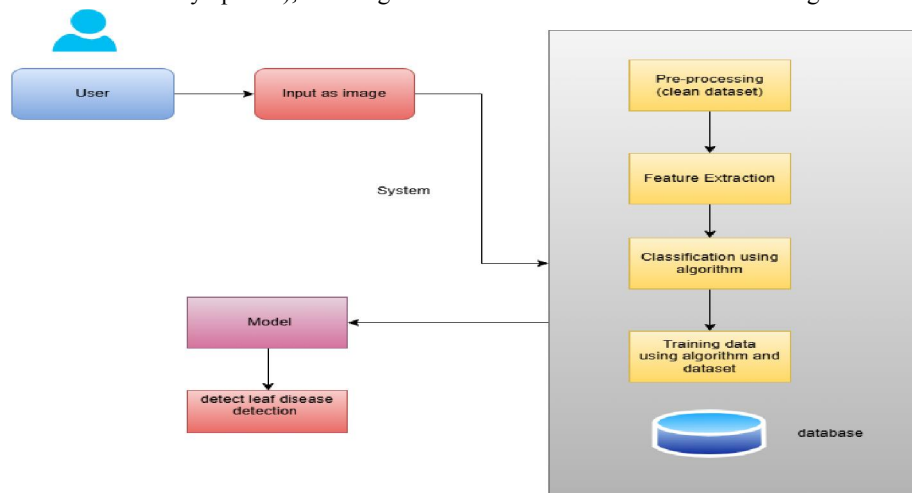 User
Input as image
System
Pre-processing
(clean dataset)
Feature Extraction
Classification using
algorithm
Training data
using algorithm and
dataset
database
Model
detect leaf disease
detection